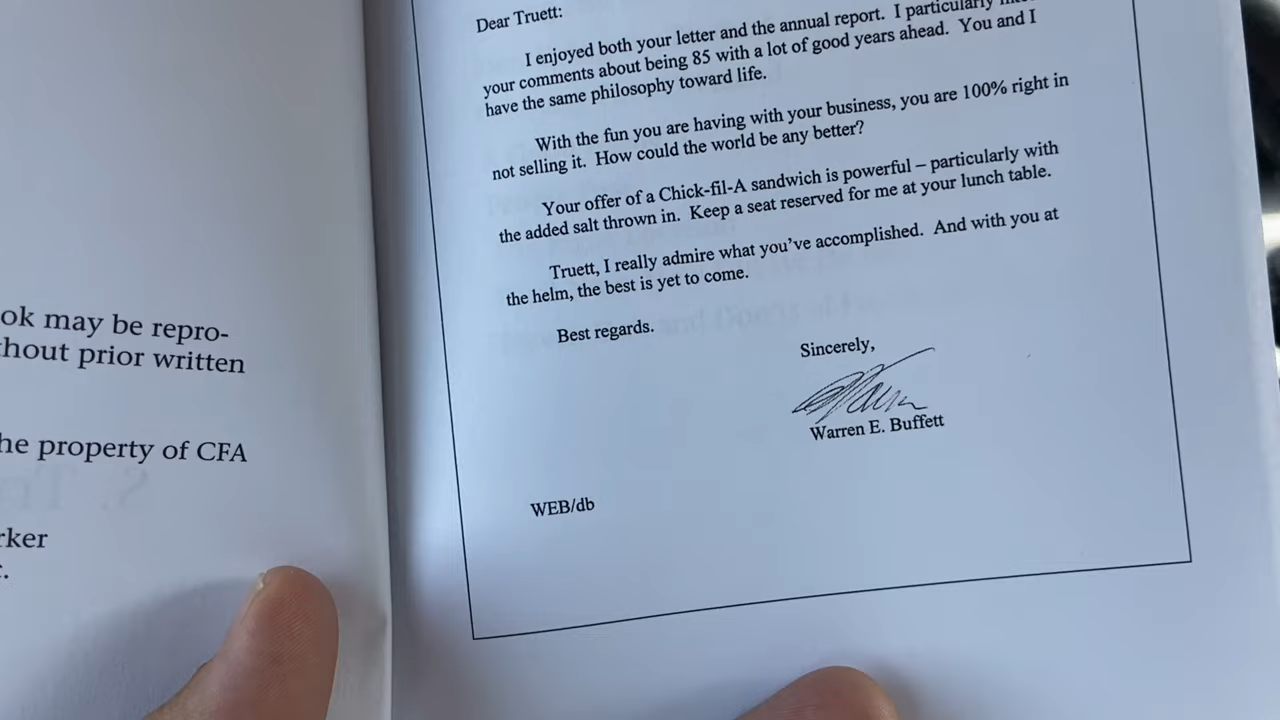 ok may be repro-
thout prior written
he property of CFA
rker
Dear Truett:
I enjoyed both your letter and the annual report. I particularly
your comments about being 85 with a lot of good years ahead. You and I
have the same philosophy toward life.
With the fun you are having with your business, you are 100% right in
not selling it. How could the world be any better?
Your offer of a Chick-fil-A sandwich is powerful – particularly with
the added salt thrown in. Keep a seat reserved for me at your lunch table.
Truett, I really admire what you've accomplished. And with you at
the helm, the best is yet to come.
Best regards.
Sincerely,
Warren E. Buffett
WEB/db